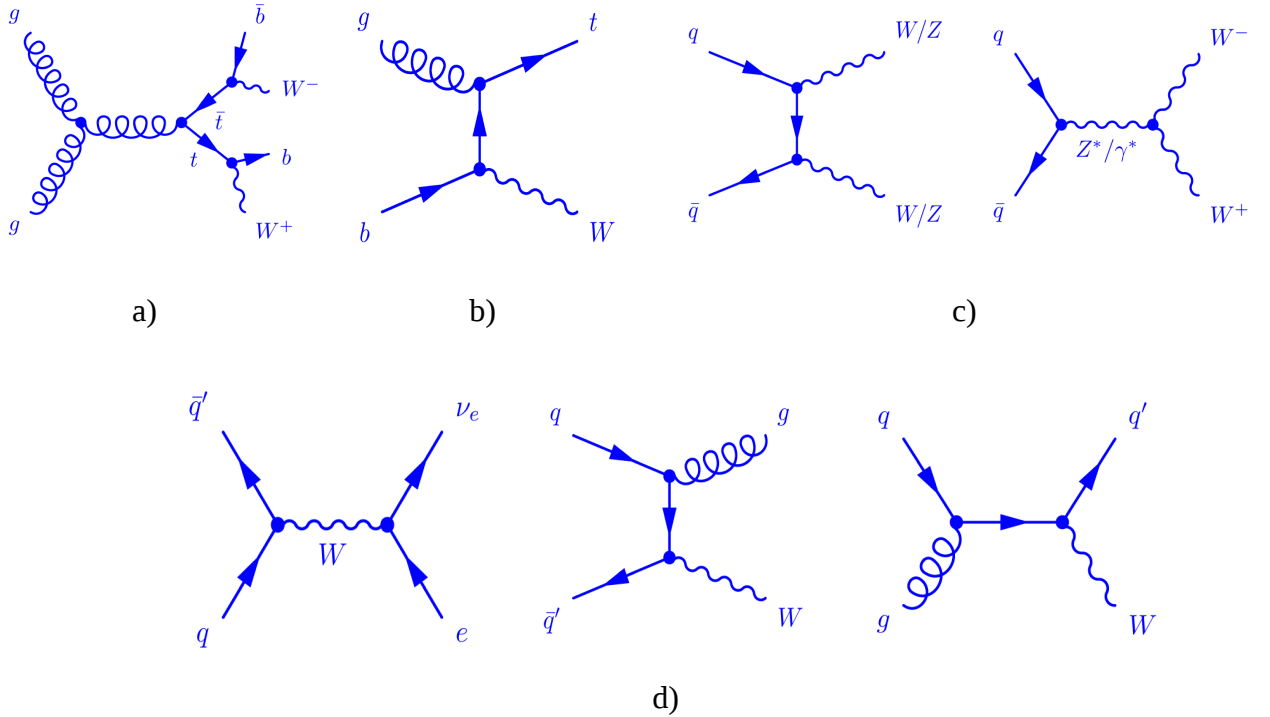 g g b̄ W⁻ t̄ t b W⁺
g t b W
q W/Z q̄ W/Z
q W⁻ Z*/γ* q̄ W⁺
a) b) c)
q̄′ νₑ W q e
q g q̄′ W
q q′ g W
d)